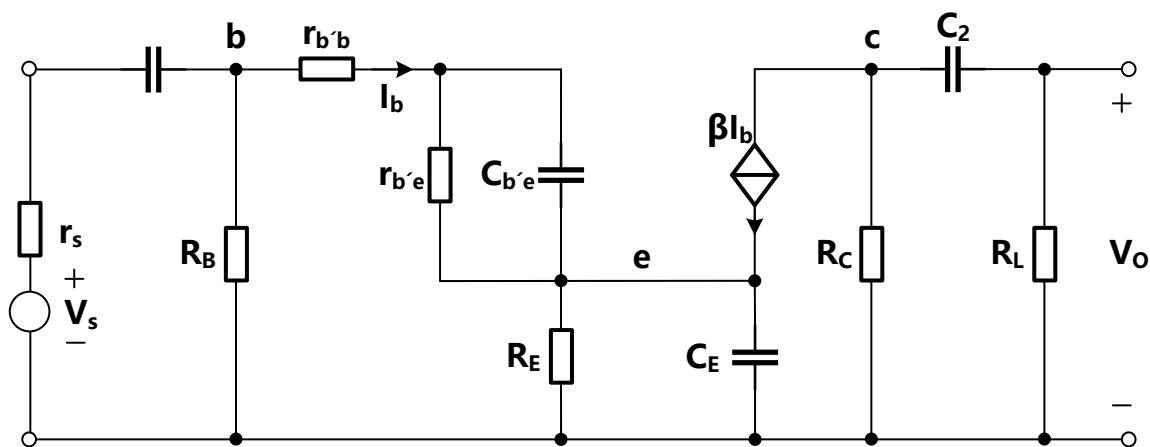 b
r_b´b
c
C₂
I_b
βI_b
+
r_b´e
C_b´e
r_s
R_B
e
R_C
R_L
V_O
+
V_s
−
R_E
C_E
−